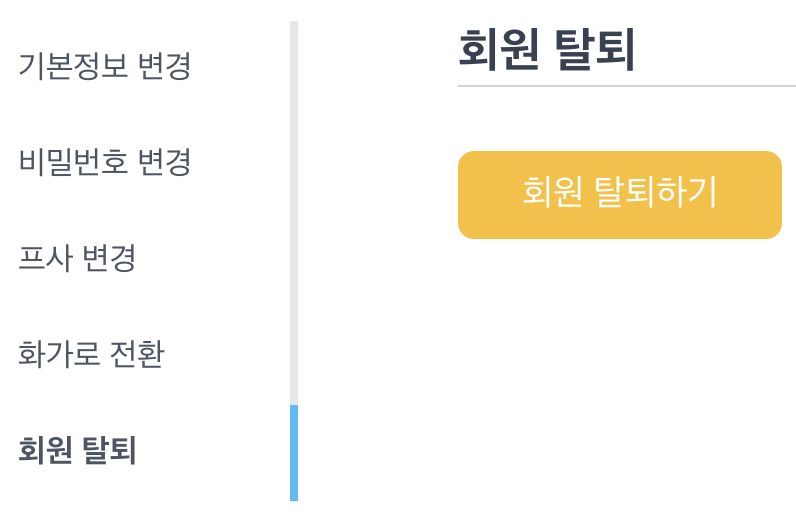 기본정보 변경
비밀번호 변경
프사 변경
화가로 전환
회원 탈퇴
회원 탈퇴
회원 탈퇴하기